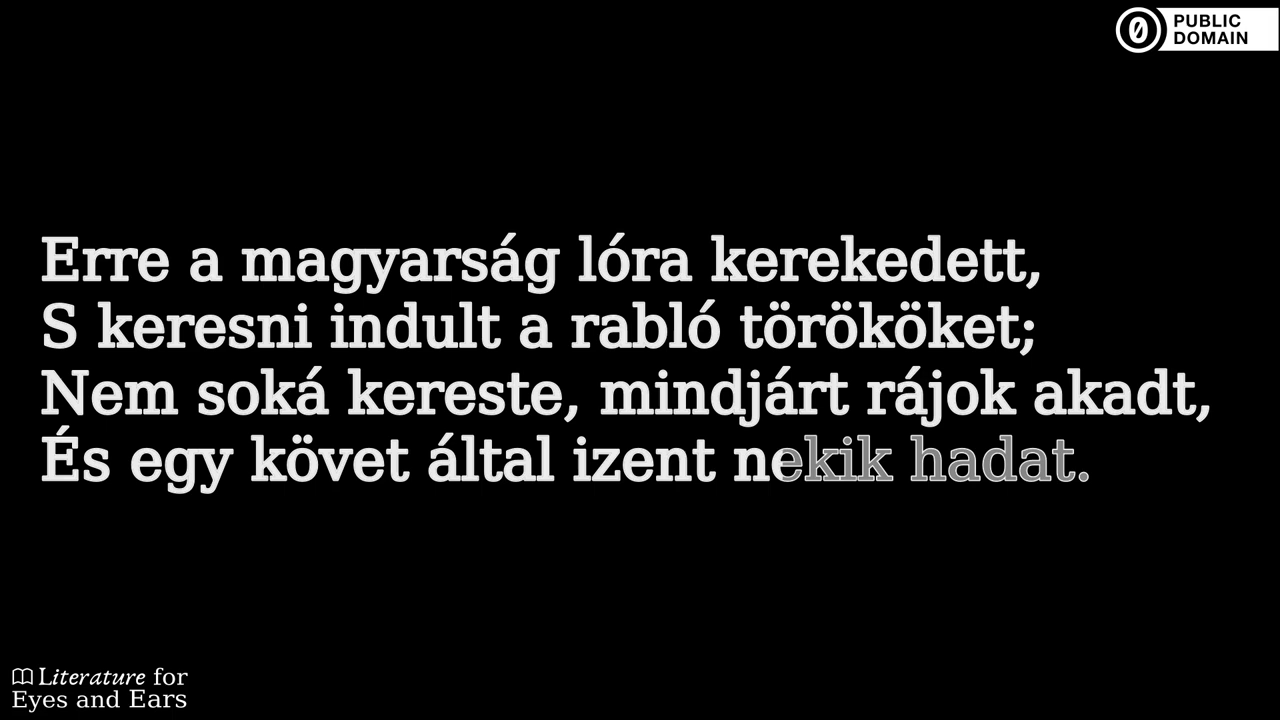 PUBLIC
DOMAIN
Erre a magyarság lóra kerekedett,
S keresni indult a rabló törököket;
Nem soká kereste, mindjárt rájok akadt,
És egy követ által izent nekik hadat.
Literature for
Eyes and Ears